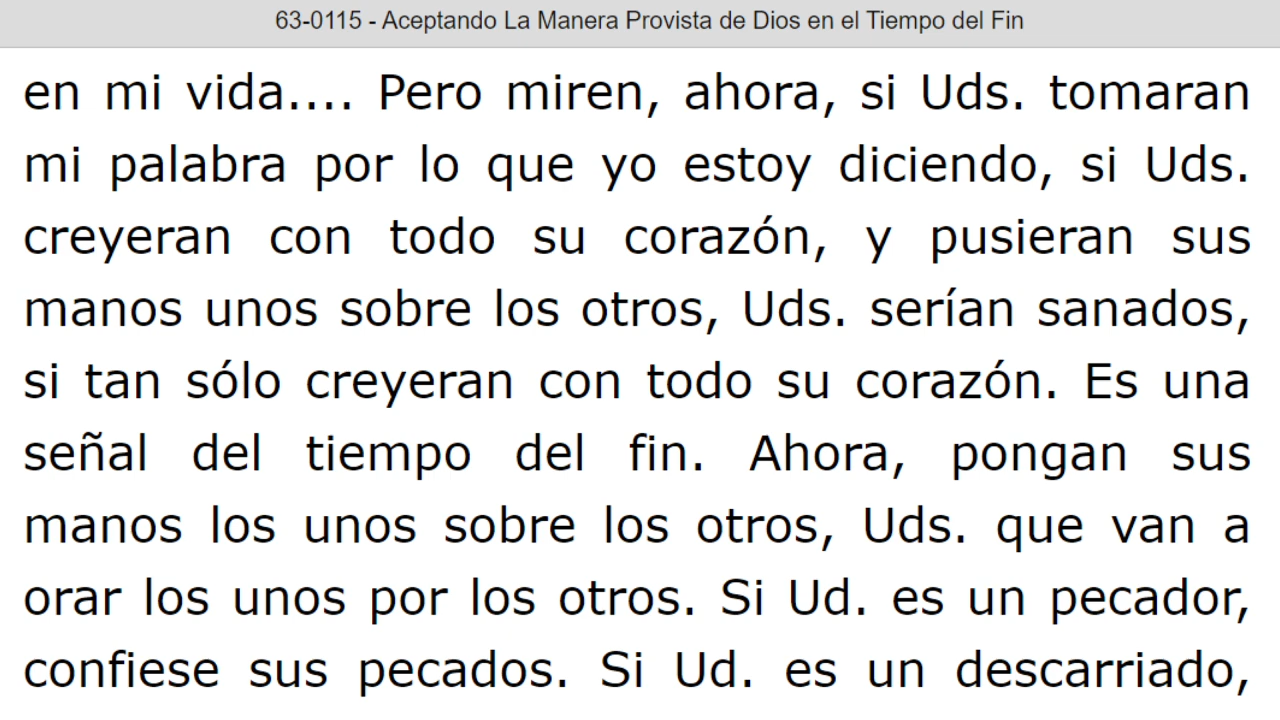 63-0115 - Aceptando La Manera Provista de Dios en el Tiempo del Fin
en mi vida.... Pero miren, ahora, si Uds. tomaran
mi palabra por lo que yo estoy diciendo, si Uds.
creyeran con todo su corazón, y pusieran sus
manos unos sobre los otros, Uds. serían sanados,
si tan sólo creyeran con todo su corazón. Es una
señal del tiempo del fin. Ahora, pongan sus
manos los unos sobre los otros, Uds. que van a
orar los unos por los otros. Si Ud. es un pecador,
confiese sus pecados. Si Ud. es un descarriado,